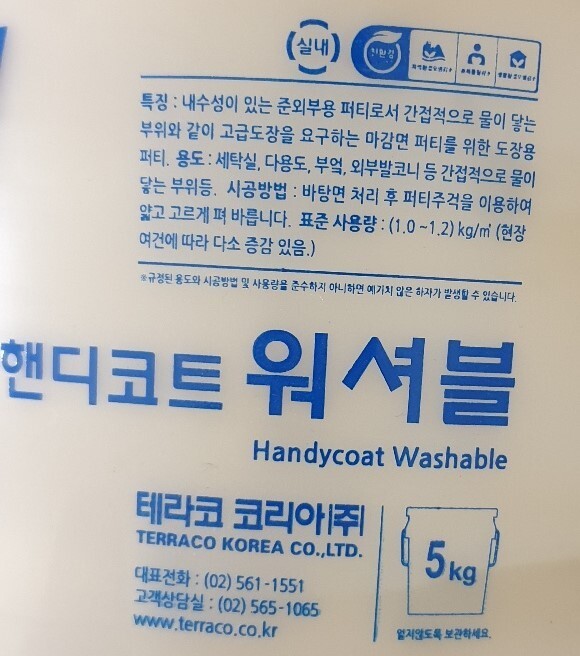 실내
친환경
특징 : 내수성이 있는 준외부용 퍼티로서 간접적으로 물이 닿는
부위와 같이 고급도장을 요구하는 마감면 퍼티를 위한 도장용
퍼티. 용도 : 세탁실, 다용도, 부엌, 외부발코니 등 간접적으로 물이
닿는 부위등. 시공방법 : 바탕면 처리 후 퍼티주걱을 이용하여
얇고 고르게 펴 바릅니다. 표준 사용량 : (1.0 ~1.2) kg/㎡ (현장
여건에 따라 다소 증감 있음.)
※규정된 용도와 시공방법 및 사용량을 준수하지 아니하면 예기치 않은 하자가 발생할 수 있습니다.
핸디코트 워셔블
Handycoat Washable
테라코 코리아(주)
TERRACO KOREA CO.,LTD.
대표전화 : (02) 561-1551
고객상담실 : (02) 565-1065
www.terraco.co.kr
5kg
얼지않도록 보관하세요.